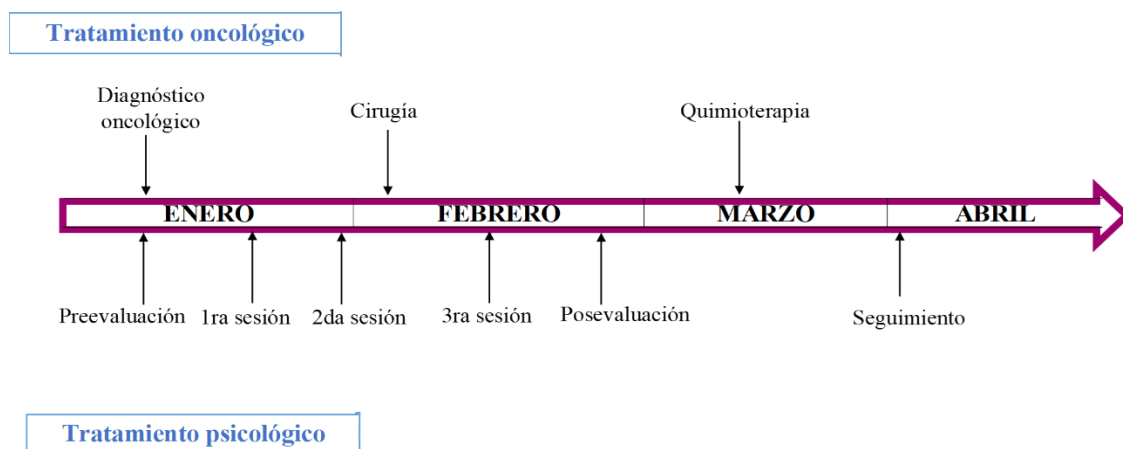 Tratamiento oncológico
Diagnóstico
oncológico
Cirugía
Quimioterapia
ENERO
FEBRERO
MARZO
ABRIL
Preevaluación
1ra sesión
2da sesión
3ra sesión
Posevaluación
Seguimiento
Tratamiento psicológico